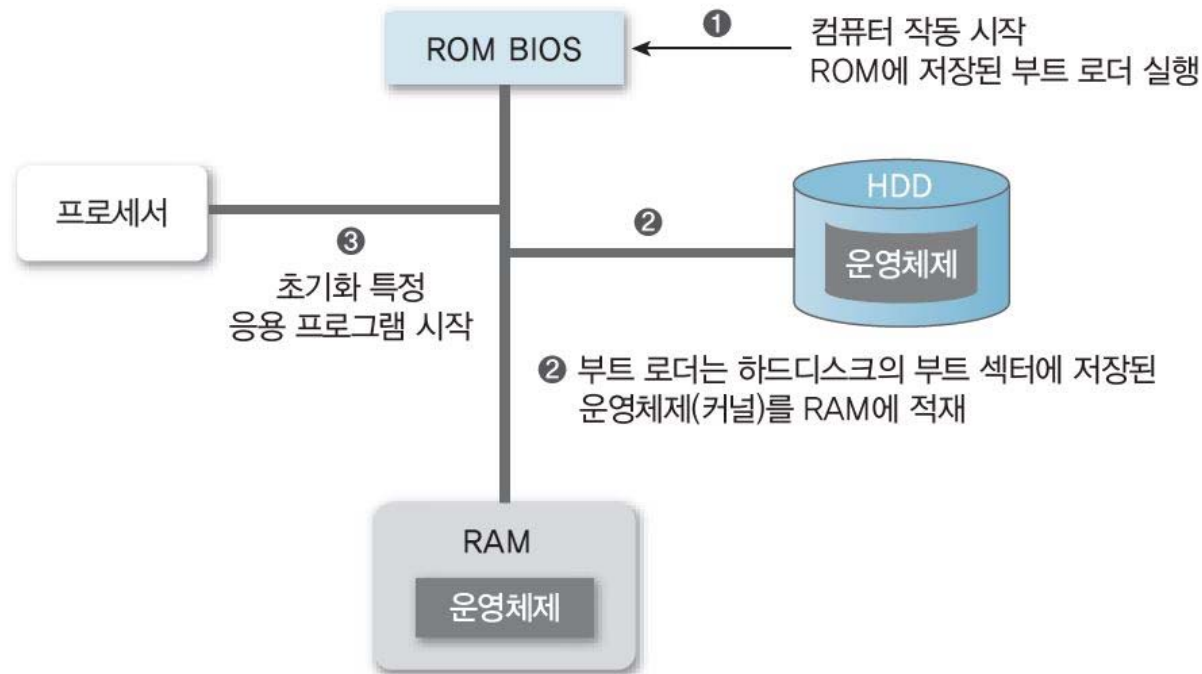 ROM BIOS
❶
컴퓨터 작동 시작
ROM에 저장된 부트 로더 실행
프로세서
❸
초기화 특정
응용 프로그램 시작
❷
HDD
운영체제
❷ 부트 로더는 하드디스크의 부트 섹터에 저장된
운영체제(커널)를 RAM에 적재
RAM
운영체제